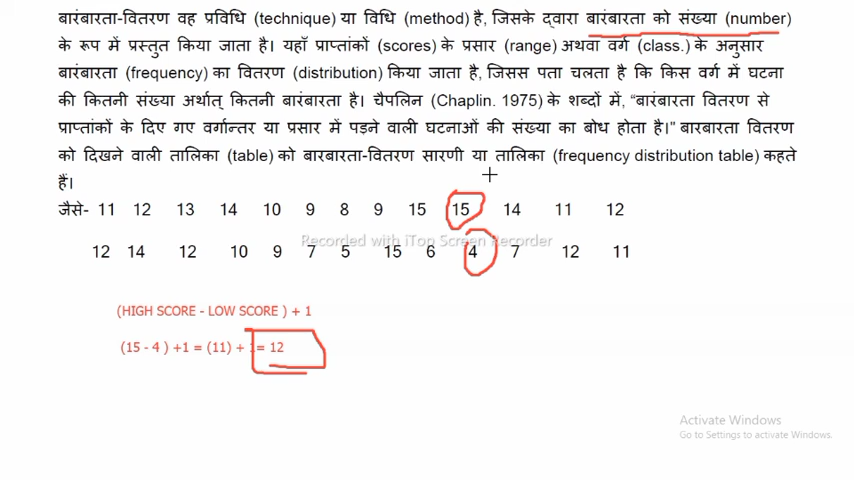 बारंबारता-वितरण वह प्रविधि (technique) या विधि (method) है, जिसके द्वारा बारंबारता को संख्या (number)
के रूप में प्रस्तुत किया जाता है। यहाँ प्राप्तांकों (scores) के प्रसार (range) अथवा वर्ग (class.) के अनुसार
बारंबारता (frequency) का वितरण (distribution) किया जाता है, जिसस पता चलता है कि किस वर्ग में घटना
की कितनी संख्या अर्थात् कितनी बारंबारता है। चैपलिन (Chaplin. 1975) के शब्दों में, “बारंबारता वितरण से
प्राप्तांकों के दिए गए वर्गान्तर या प्रसार में पड़ने वाली घटनाओं की संख्या का बोध होता है।” बारबारता वितरण
को दिखने वाली तालिका (table) को बारबारता-वितरण सारणी या तालिका (frequency distribution table) कहते
हैं।
जैसे- 11 12 13 14 10 9 8 9 15 15 14 11 12
Recorded with iTop Screen Recorder
12 14 12 10 9 7 5 15 6 4 7 12 11
(HIGH SCORE - LOW SCORE ) + 1
(15 - 4 ) +1 = (11) + 1= 12
Activate Windows
Go to Settings to activate Windows.